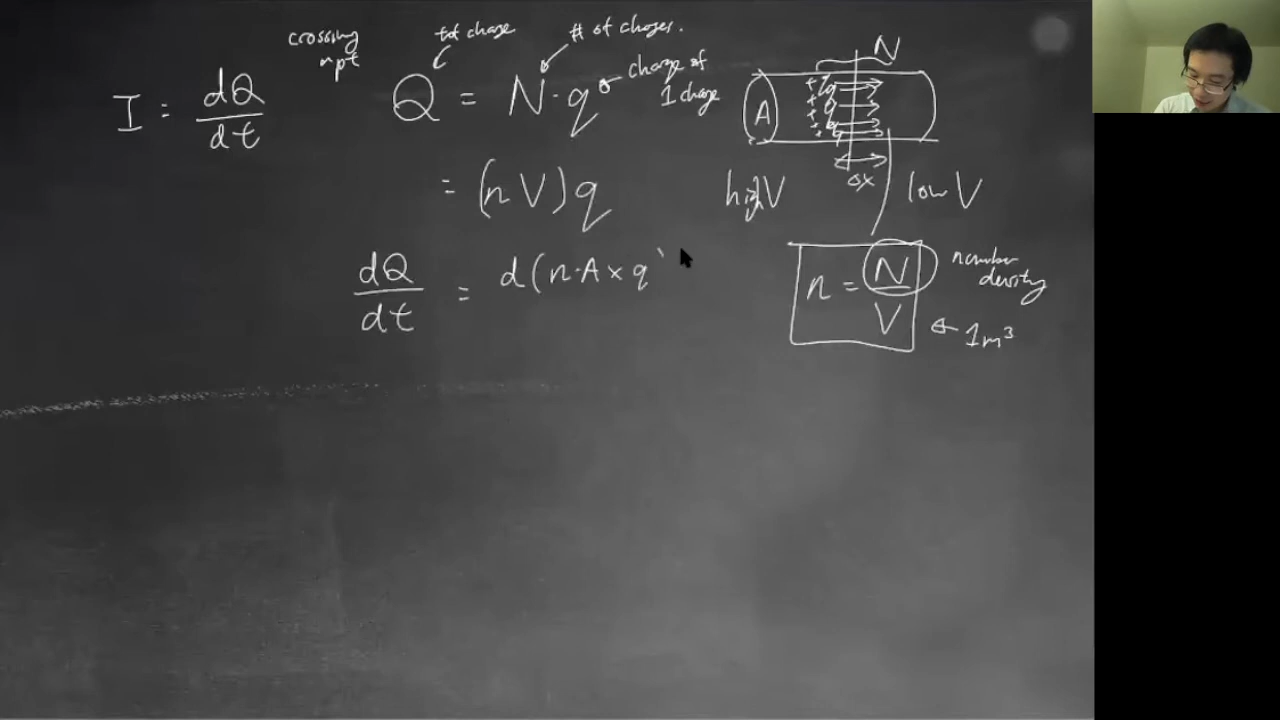 crossing
a pt
I = dQ/dt
tot charge
# of charges.
Q = N · q
charge of
1 charge
= (n V) q
dQ/dt = d(n·A x q
N
A
+q
+q
+q
+q
Δx
high V
low V
n = N/V
number
density
← 1m³